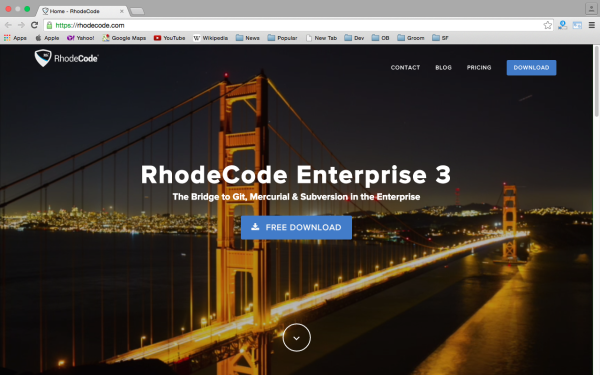 Home - RhodeCode
https://rhodecode.com
Apps Apple Yahoo! Google Maps YouTube Wikipedia News Popular New Tab Dev OB Groom SF
RhodeCode
CONTACT BLOG PRICING DOWNLOAD
RhodeCode Enterprise 3
The Bridge to Git, Mercurial & Subversion in the Enterprise
FREE DOWNLOAD